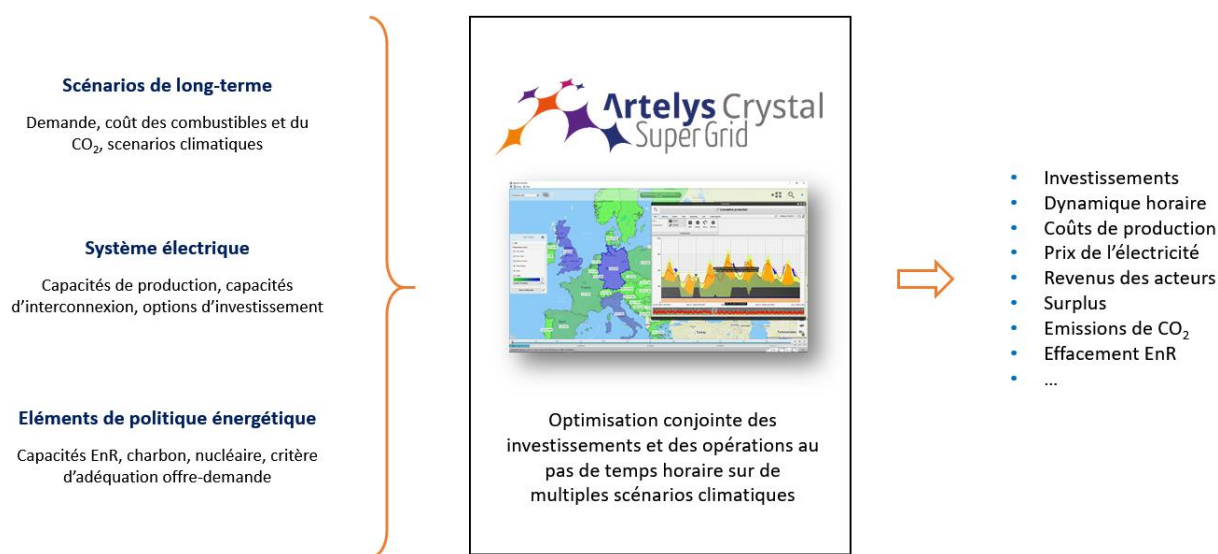 Scénarios de long-terme
Demande, coût des combustibles et du
CO₂, scenarios climatiques
Système électrique
Capacités de production, capacités
d’interconnexion, options d’investissement
Eléments de politique énergétique
Capacités EnR, charbon, nucléaire, critère
d’adéquation offre-demande
Artelys Crystal
Super Grid
Optimisation conjointe des
investissements et des opérations au
pas de temps horaire sur de
multiples scénarios climatiques
• Investissements
• Dynamique horaire
• Coûts de production
• Prix de l’électricité
• Revenus des acteurs
• Surplus
• Emissions de CO₂
• Effacement EnR
• ...